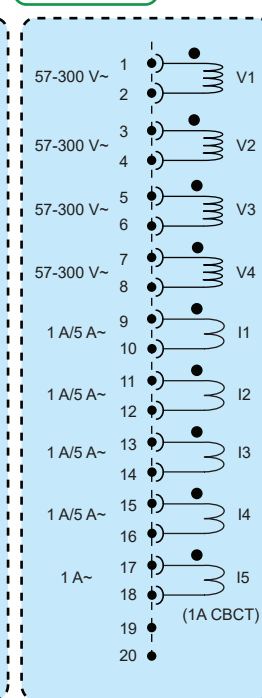 1
57-300 V~ V1
2
3
57-300 V~ V2
4
5
57-300 V~ V3
6
7
57-300 V~ V4
8
9
1 A/5 A~ I1
10
11
1 A/5 A~ I2
12
13
1 A/5 A~ I3
14
15
1 A/5 A~ I4
16
17
1 A~ I5
18
(1A CBCT)
19
20